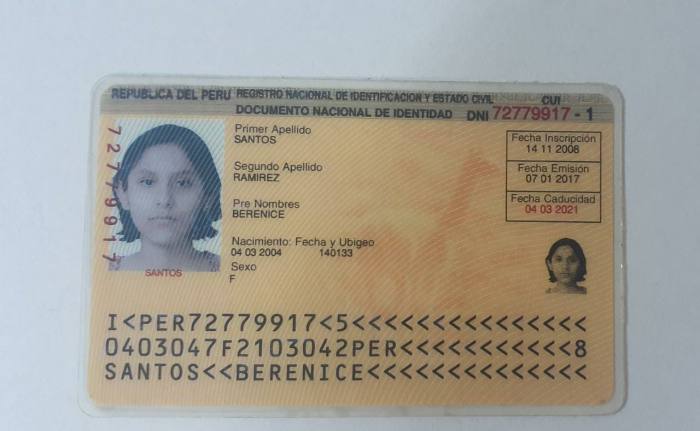 REPUBLICA DEL PERU REGISTRO NACIONAL DE IDENTIFICACION Y ESTADO CIVIL CUI
DOCUMENTO NACIONAL DE IDENTIDAD DNI 72779917 - 1
72779917
Primer Apellido
SANTOS
Segundo Apellido
RAMIREZ
Pre Nombres
BERENICE
Nacimiento: Fecha y Ubigeo
04 03 2004 140133
Sexo
F
SANTOS
Fecha Inscripción
14 11 2008
Fecha Emisión
07 01 2017
Fecha Caducidad
04 03 2021
I<PER72779917<5<<<<<<<<<<<<<<<
0403047F2103042PER<<<<<<<<<<<8
SANTOS<<BERENICE<<<<<<<<<<<<<<